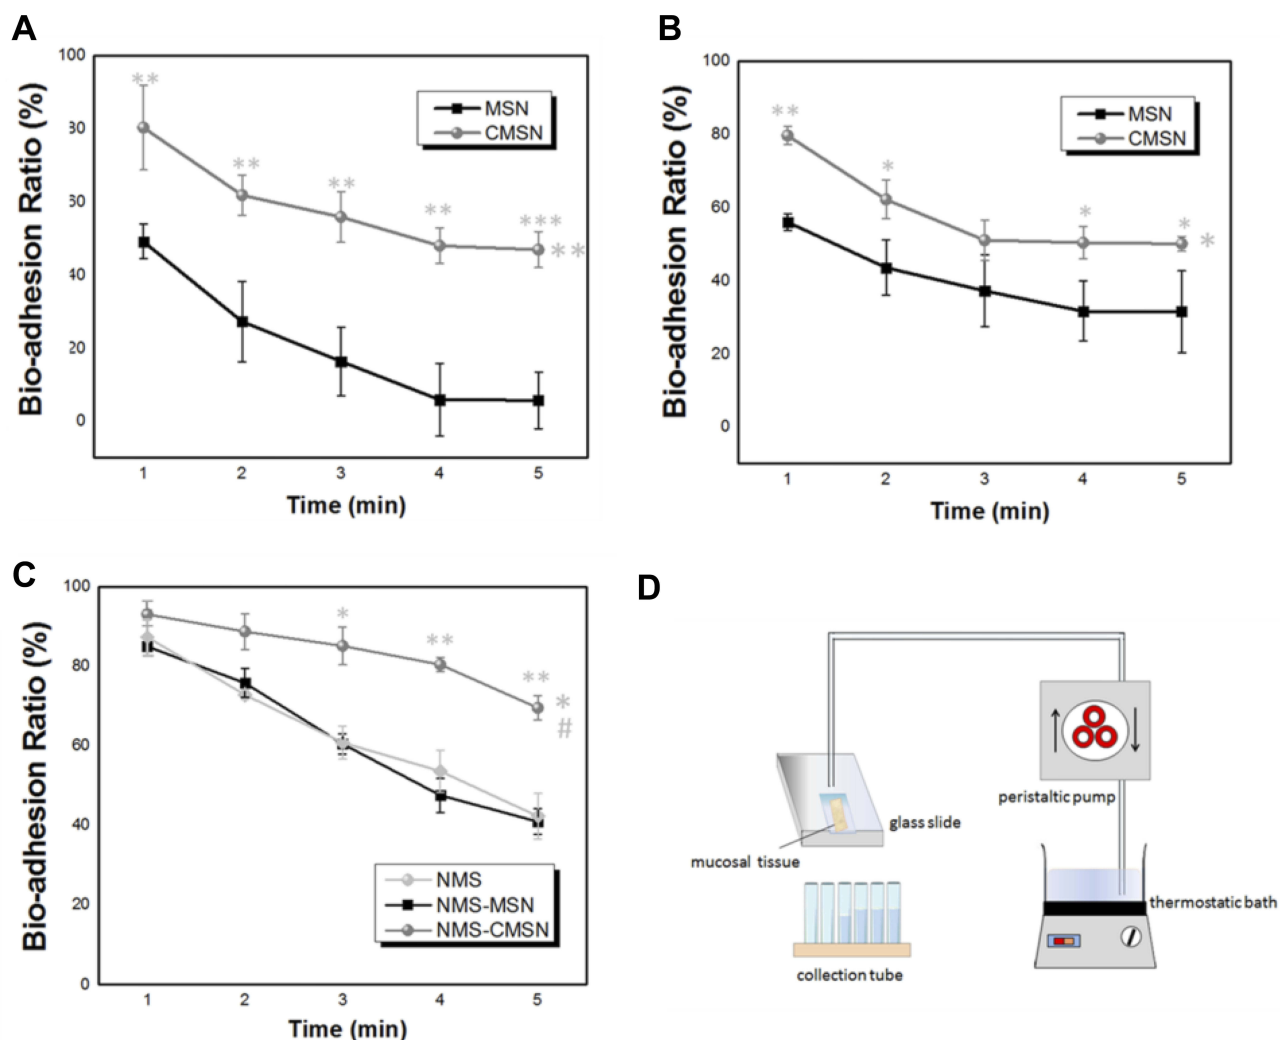 A
100
80
60
40
20
0
Bio-adhesion Ratio (%)
MSN
CMSN
**
**
**
**
***
**
1 2 3 4 5
Time (min)
B
100
80
60
40
20
0
Bio-adhesion Ratio (%)
MSN
CMSN
**
*
*
*
*
1 2 3 4 5
Time (min)
C
100
80
60
40
20
0
Bio-adhesion Ratio (%)
*
**
**
*
#
NMS
NMS-MSN
NMS-CMSN
1 2 3 4 5
Time (min)
D
peristaltic pump
glass slide
mucosal tissue
thermostatic bath
collection tube